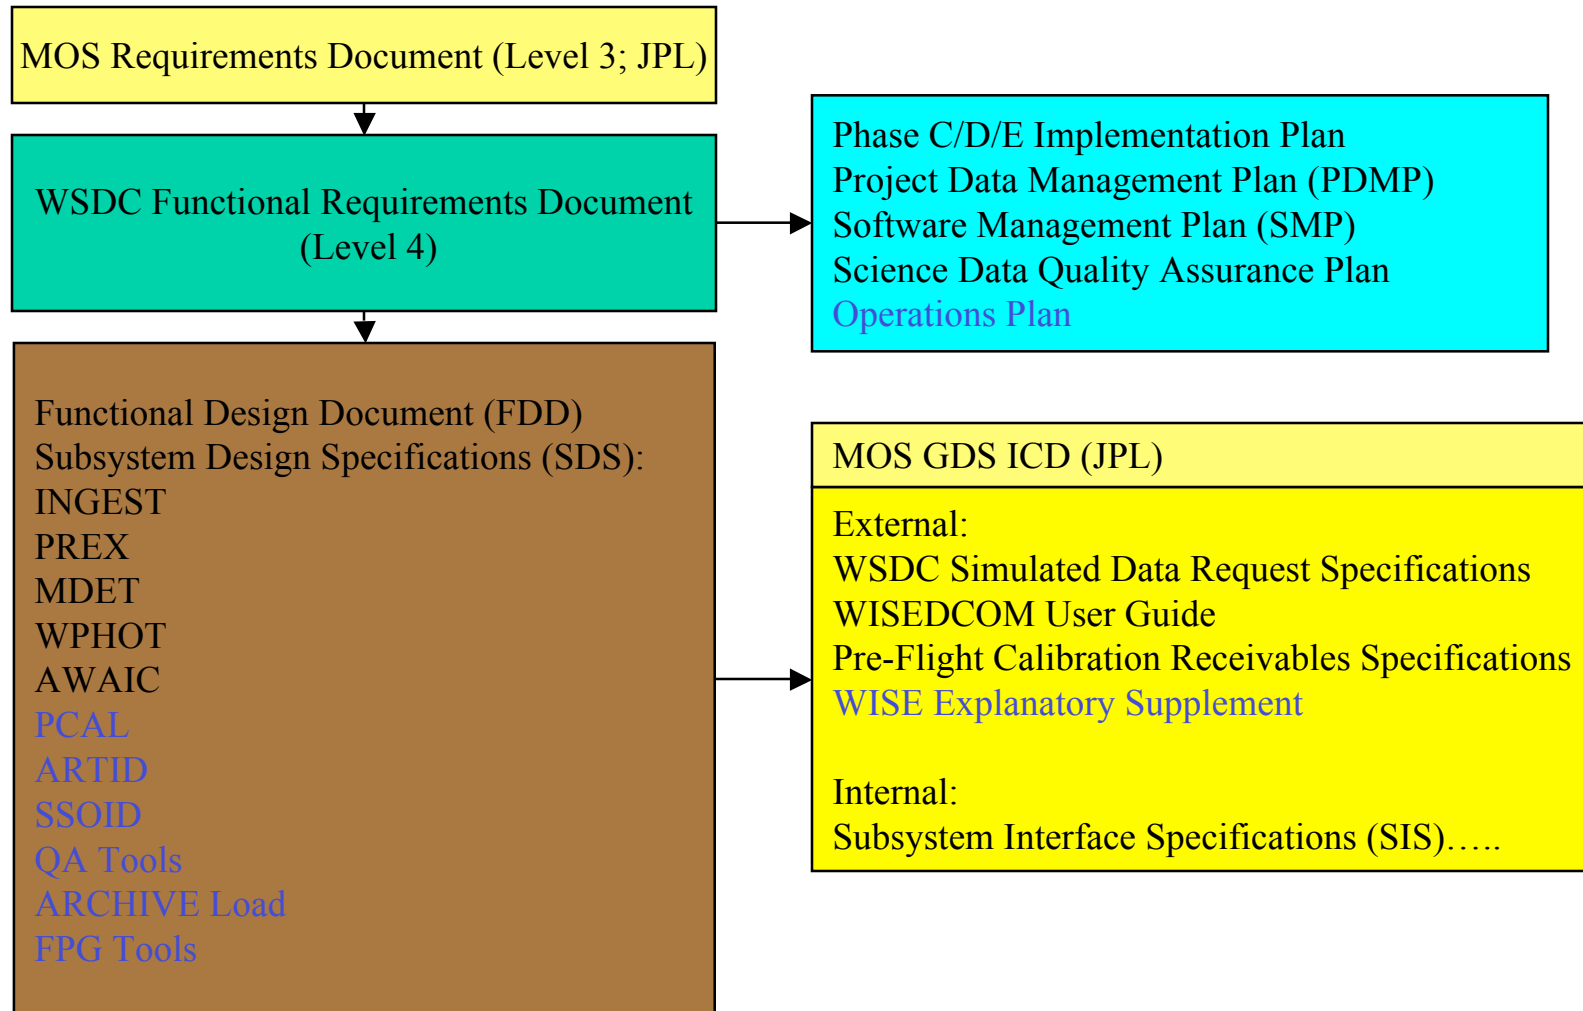 MOS Requirements Document (Level 3; JPL)
WSDC Functional Requirements Document
(Level 4)
Phase C/D/E Implementation Plan
Project Data Management Plan (PDMP)
Software Management Plan (SMP)
Science Data Quality Assurance Plan
Operations Plan
Functional Design Document (FDD)
Subsystem Design Specifications (SDS):
INGEST
PREX
MDET
WPHOT
AWAIC
PCAL
ARTID
SSOID
QA Tools
ARCHIVE Load
FPG Tools
MOS GDS ICD (JPL)
External:
WSDC Simulated Data Request Specifications
WISEDCOM User Guide
Pre-Flight Calibration Receivables Specifications
WISE Explanatory Supplement
Internal:
Subsystem Interface Specifications (SIS)…..